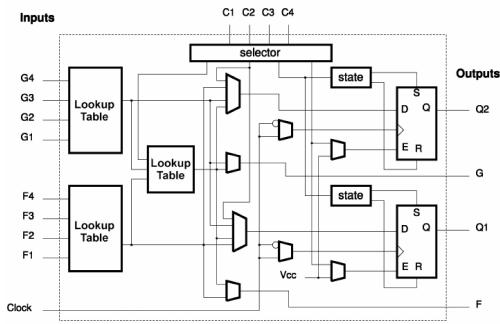 Inputs
C1 C2 C3 C4
selector
G4
G3
G2
G1
Lookup
Table
state
S
D Q
E R
Outputs
Q2
Lookup
Table
G
F4
F3
F2
F1
Lookup
Table
state
S
D Q
E R
Q1
Vcc
Clock
F